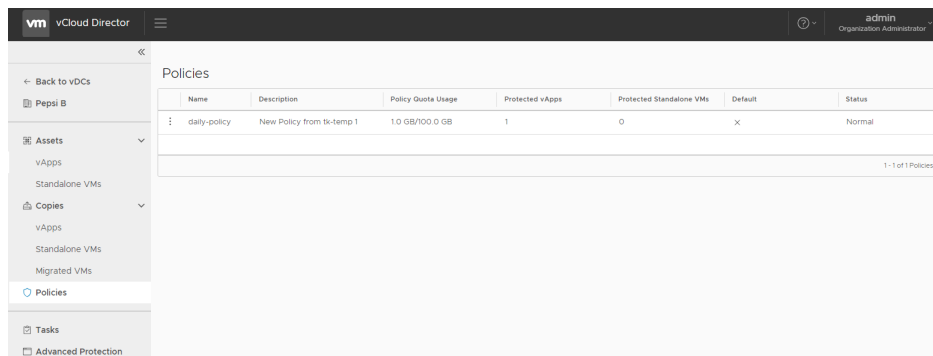 vm vCloud Director
admin
Organization Administrator
Back to vDCs
Pepsi B
Assets
vApps
Standalone VMs
Copies
vApps
Standalone VMs
Migrated VMs
Policies
Tasks
Advanced Protection
Policies
Name Description Policy Quota Usage Protected vApps Protected Standalone VMs Default Status
daily-policy New Policy from tk-temp 1 1.0 GB/100.0 GB 1 0 Normal
1 - 1 of 1 Policies